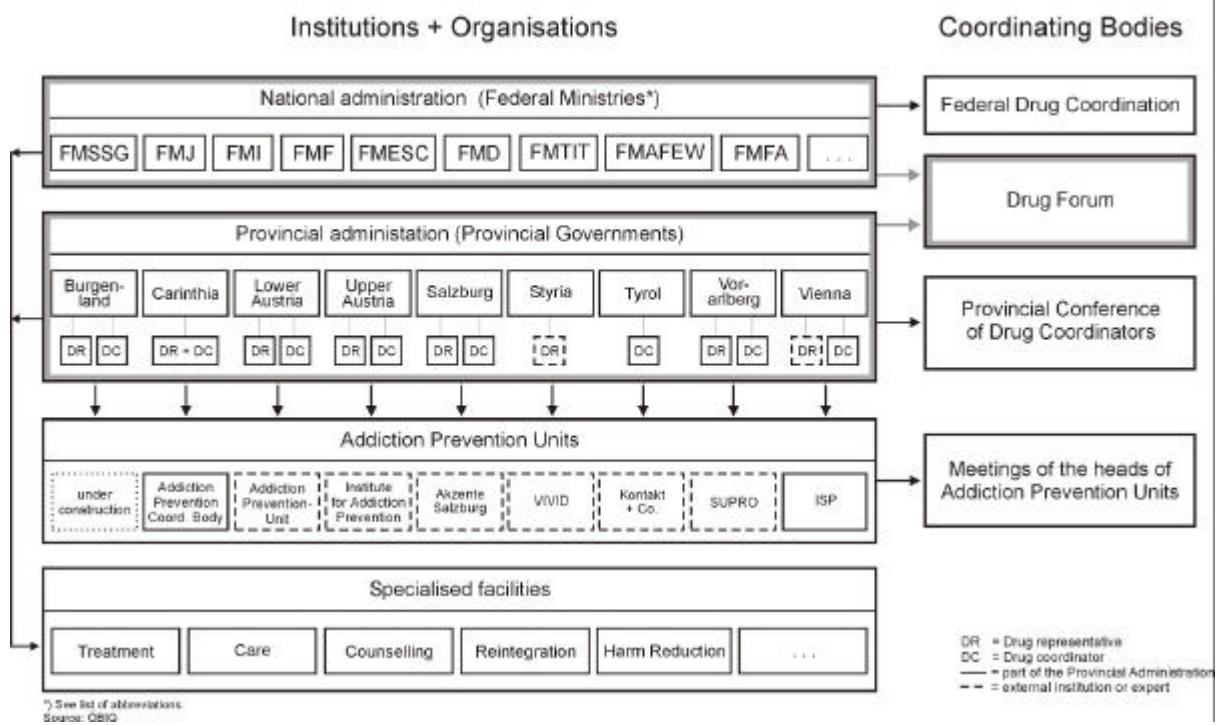 Institutions + Organisations
Coordinating Bodies
National administration (Federal Ministries*)
FMSSG FMJ FMI FMF FMESC FMD FMTIT FMAFEW FMFA . . .
Federal Drug Coordination
Drug Forum
Provincial administation (Provincial Governments)
Burgen-
land
Carinthia
Lower
Austria
Upper
Austria
Salzburg
Styria
Tyrol
Vor-
arlberg
Vienna
DR DC DR + DC DR DC DR DC DR DC DR DC DR DC DR DC
Provincial Conference
of Drug Coordinators
Addiction Prevention Units
under
construction
Addiction
Prevention
Coord. Body
Addiction
Prevention-
Unit
Institute
for Addiction
Prevention
Akzente
Salzburg
VIVID
Kontakt
+ Co.
SUPRO
ISP
Meetings of the heads of
Addiction Prevention Units
Specialised facilities
Treatment Care Counselling Reintegration Harm Reduction . . .
DR = Drug representative
DC = Drug coordinator
= part of the Provincial Administration
= external institution or expert
*) See list of abbreviations
Source: ÖBIG